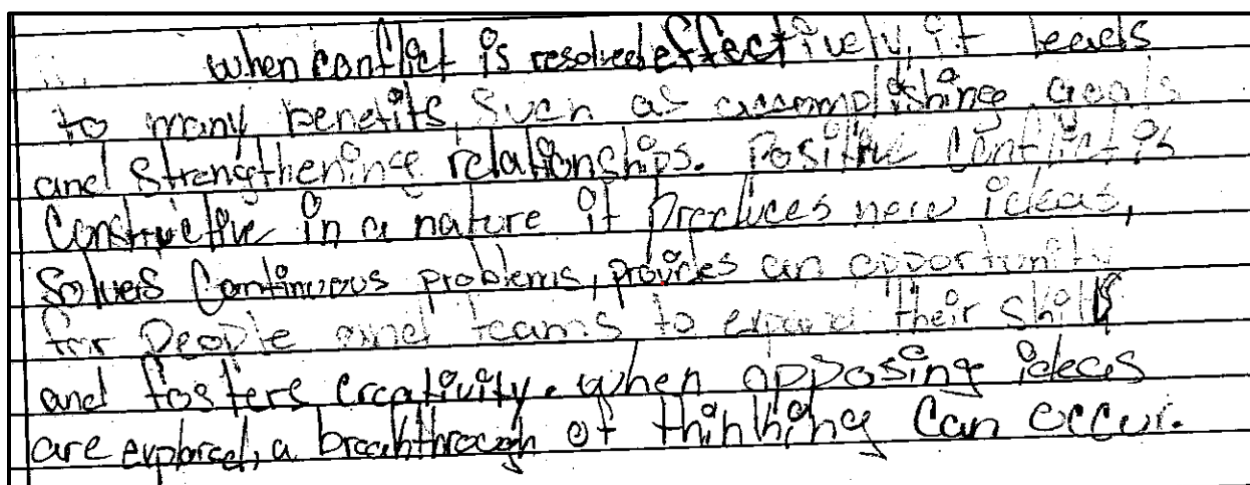 when conflict is resolved effectively, it leads
to many benefits, such as accomplishing goals
and strengthening relationships. Positive Conflict is
Constructive in a nature it Produces new ideas,
Solves Continuous problems, provides an opportunity
for People and teams to expand their skills
and fosters creativity. when opposing ideas
are explored, a breakthrough of thinking Can occur.